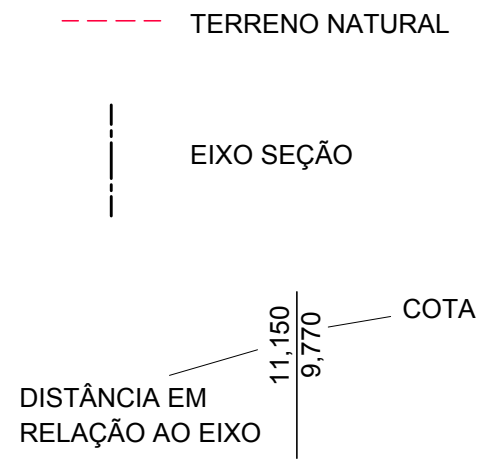 TERRENO NATURAL
EIXO SEÇÃO
11,150
9,770
COTA
DISTÂNCIA EM
RELAÇÃO AO EIXO